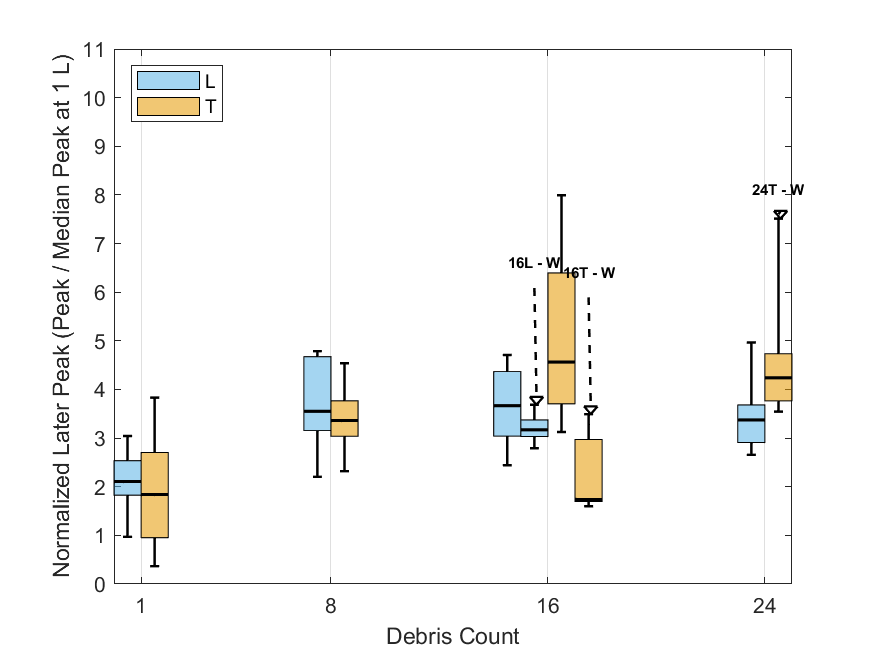 11
10
9
8
7
6
5
4
3
2
1
0
Normalized Later Peak (Peak / Median Peak at 1 L)
L
T
16L - W
16T - W
24T - W
1
8
16
24
Debris Count